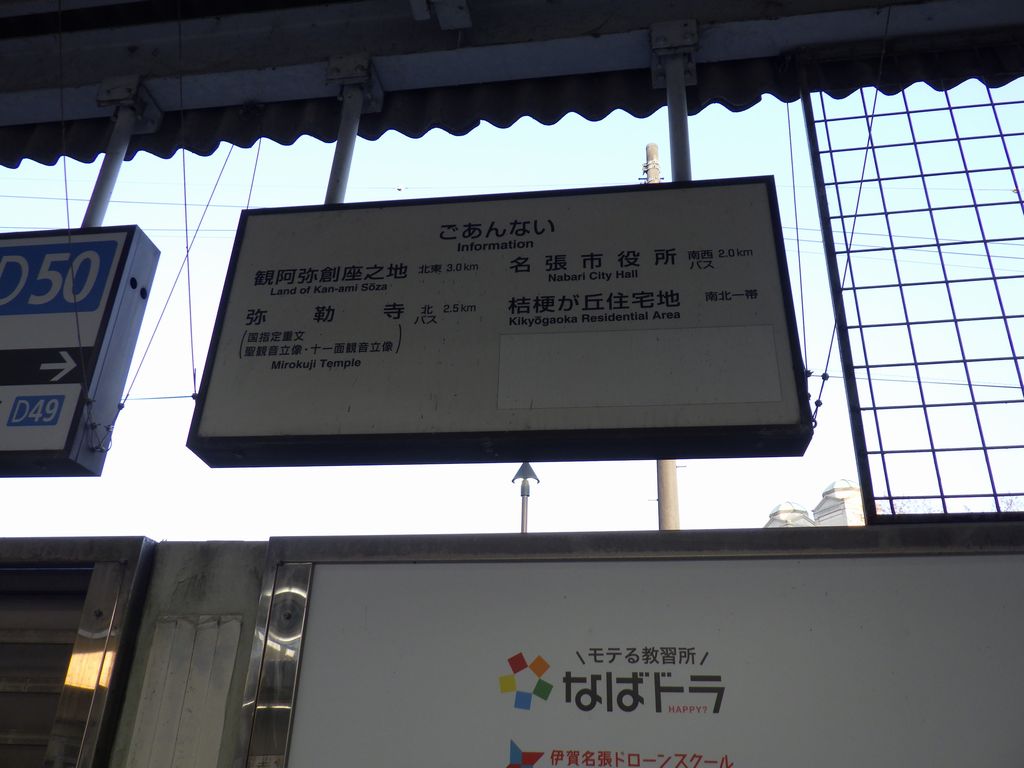 ごあんない
Information
観阿弥創座之地 北東 3.0km
Land of Kan-ami Sōza
弥勒寺 北 バス 2.5km
(国指定重文
聖観音立像・十一面観音立像)
Mirokuji Temple
名張市役所 南西 バス 2.0km
Nabari City Hall
桔梗が丘住宅地 南北一帯
Kikyōgaoka Residential Area
D50
→
D49
\モテる教習所/
なばドラ
HAPPY?
伊賀名張ドローンスクール